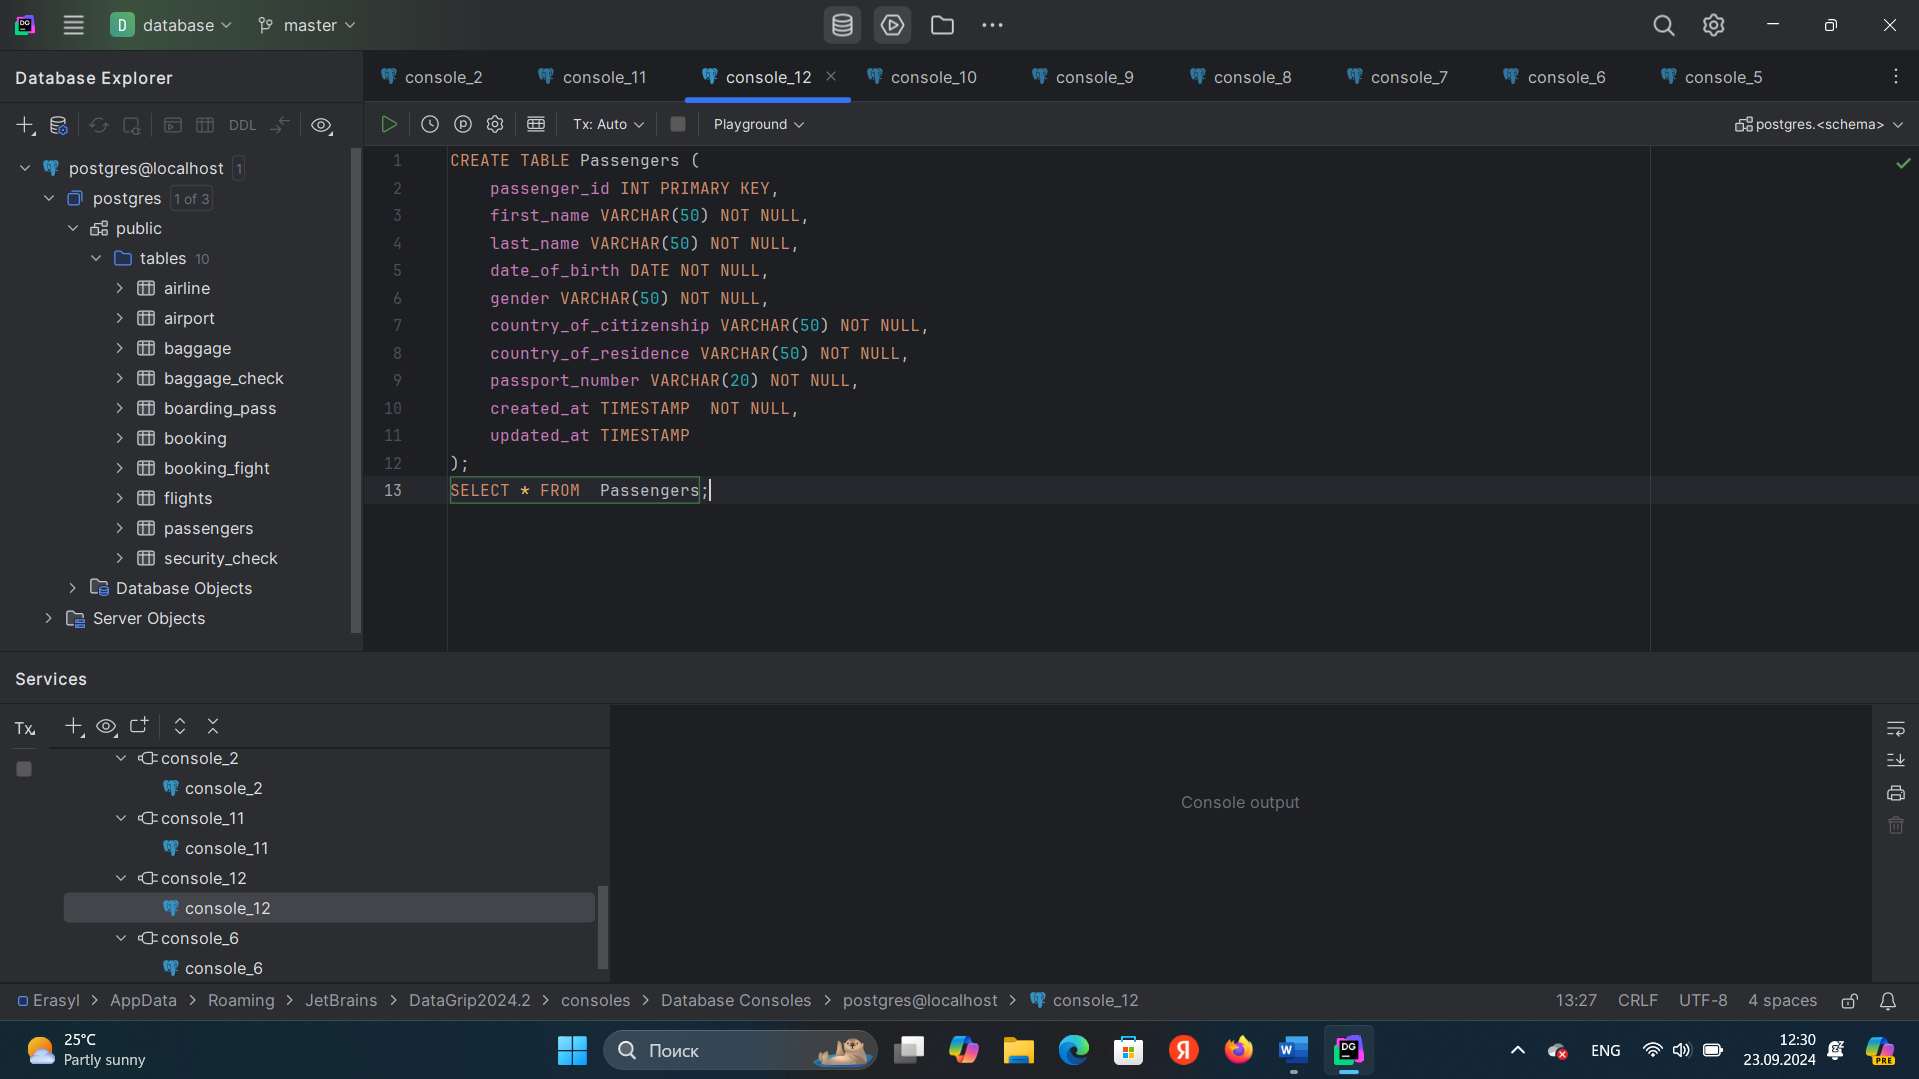 D database master
Database Explorer
console_2 console_11 console_12 console_10 console_9 console_8 console_7 console_6 console_5
DDL
Tx: Auto Playground postgres.<schema>
postgres@localhost 1
postgres 1 of 3
public
tables 10
airline
airport
baggage
baggage_check
boarding_pass
booking
booking_fight
flights
passengers
security_check
Database Objects
Server Objects
1 CREATE TABLE Passengers (
2 passenger_id INT PRIMARY KEY,
3 first_name VARCHAR(50) NOT NULL,
4 last_name VARCHAR(50) NOT NULL,
5 date_of_birth DATE NOT NULL,
6 gender VARCHAR(50) NOT NULL,
7 country_of_citizenship VARCHAR(50) NOT NULL,
8 country_of_residence VARCHAR(50) NOT NULL,
9 passport_number VARCHAR(20) NOT NULL,
10 created_at TIMESTAMP  NOT NULL,
11 updated_at TIMESTAMP
12 );
13 SELECT * FROM  Passengers;
Services
Tx
console_2
console_2
console_11
console_11
console_12
console_12
console_6
console_6
Console output
Erasyl > AppData > Roaming > JetBrains > DataGrip2024.2 > consoles > Database Consoles > postgres@localhost > console_12
13:27 CRLF UTF-8 4 spaces
25°C
Partly sunny
Поиск
Я
W
DG
ENG
12:30
23.09.2024
PRE